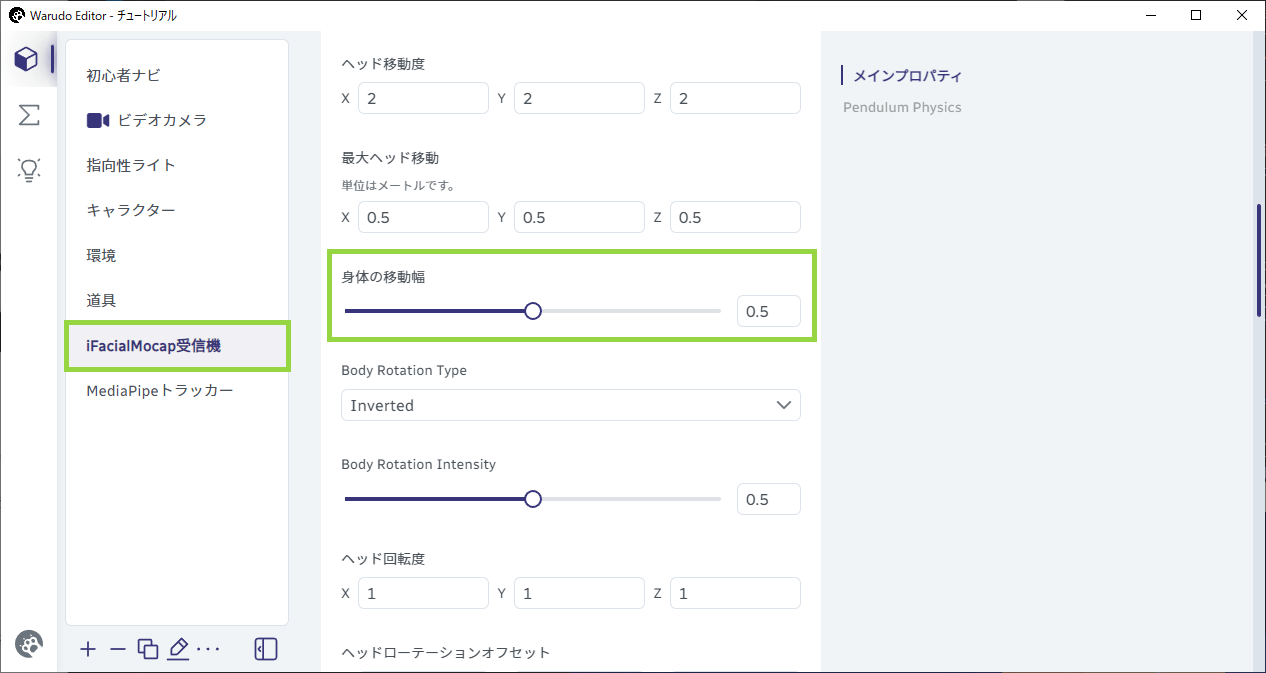 Warudo Editor - チュートリアル
初心者ナビ
ビデオカメラ
指向性ライト
キャラクター
環境
道具
iFacialMocap受信機
MediaPipeトラッカー
ヘッド移動度
X 2 Y 2 Z 2
最大ヘッド移動
単位はメートルです。
X 0.5 Y 0.5 Z 0.5
身体の移動幅
0.5
Body Rotation Type
Inverted
Body Rotation Intensity
0.5
ヘッド回転度
X 1 Y 1 Z 1
ヘッドローテーションオフセット
メインプロパティ
Pendulum Physics